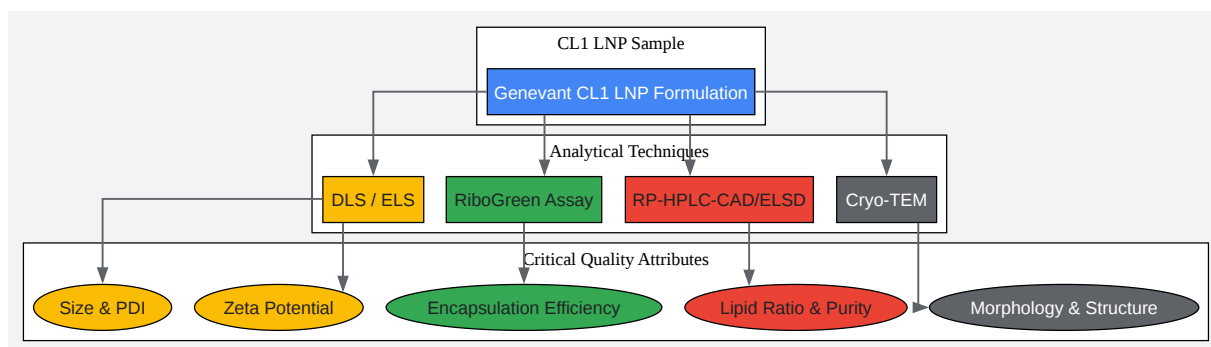 CL1 LNP Sample
Genevant CL1 LNP Formulation
Analytical Techniques
DLS / ELS
RiboGreen Assay
RP-HPLC-CAD/ELSD
Cryo-TEM
Critical Quality Attributes
Size & PDI
Zeta Potential
Encapsulation Efficiency
Lipid Ratio & Purity
Morphology & Structure